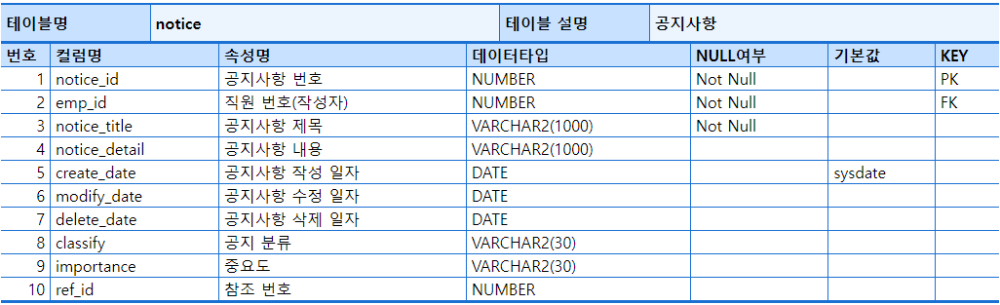 테이블명 notice 테이블 설명 공지사항
번호 컬럼명 속성명 데이터타입 NULL여부 기본값 KEY
1 notice_id 공지사항 번호 NUMBER Not Null PK
2 emp_id 직원 번호(작성자) NUMBER Not Null FK
3 notice_title 공지사항 제목 VARCHAR2(1000) Not Null
4 notice_detail 공지사항 내용 VARCHAR2(1000)
5 create_date 공지사항 작성 일자 DATE sysdate
6 modify_date 공지사항 수정 일자 DATE
7 delete_date 공지사항 삭제 일자 DATE
8 classify 공지 분류 VARCHAR2(30)
9 importance 중요도 VARCHAR2(30)
10 ref_id 참조 번호 NUMBER